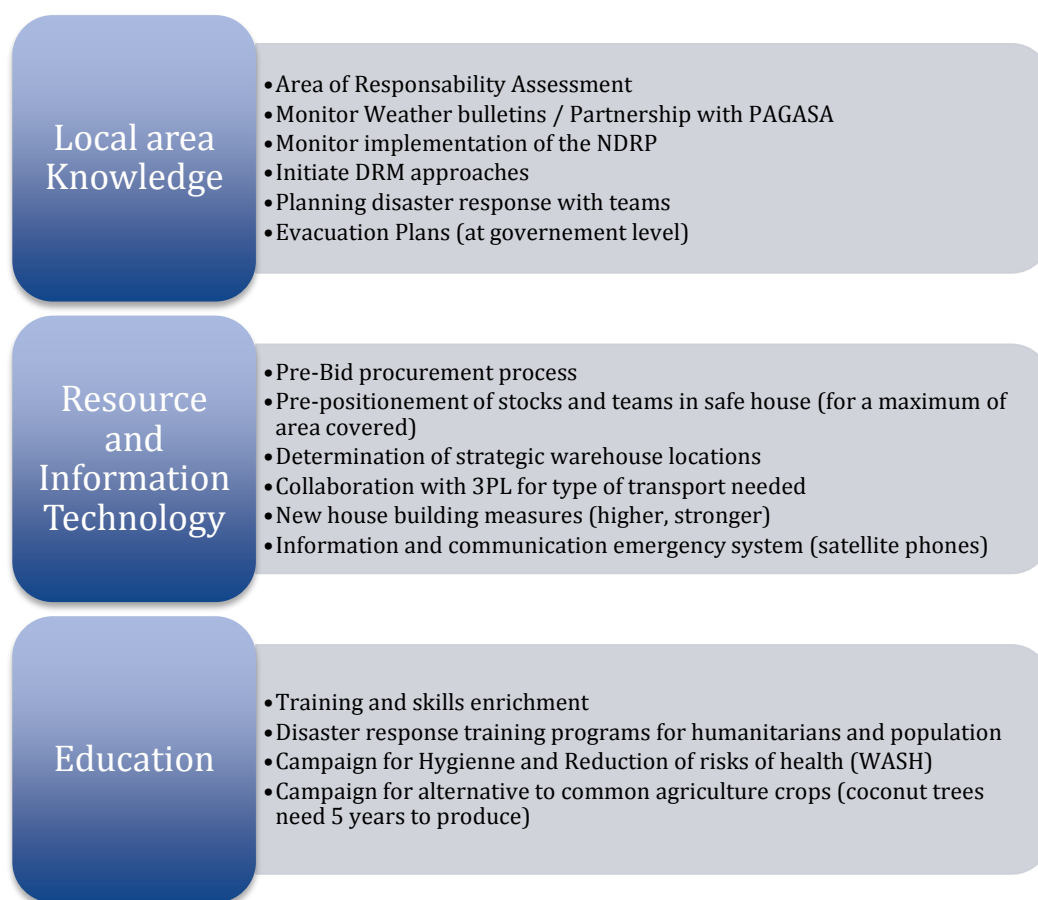 Local area
Knowledge
•Area of Responsability Assessment
•Monitor Weather bulletins / Partnership with PAGASA
•Monitor implementation of the NDRP
•Initiate DRM approaches
•Planning disaster response with teams
•Evacuation Plans (at governement level)
Resource
and
Information
Technology
•Pre-Bid procurement process
•Pre-positionement of stocks and teams in safe house (for a maximum of
area covered)
•Determination of strategic warehouse locations
•Collaboration with 3PL for type of transport needed
•New house building measures (higher, stronger)
•Information and communication emergency system (satellite phones)
Education
•Training and skills enrichment
•Disaster response training programs for humanitarians and population
•Campaign for Hygienne and Reduction of risks of health (WASH)
•Campaign for alternative to common agriculture crops (coconut trees
need 5 years to produce)